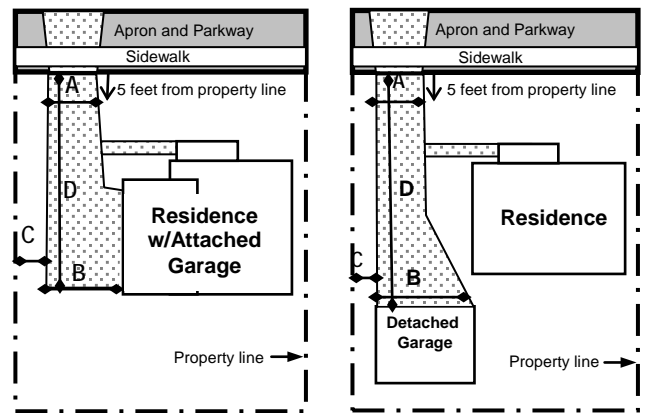 Apron and Parkway
Sidewalk
A
5 feet from property line
D
Residence
w/Attached
Garage
C
B
Property line
Apron and Parkway
Sidewalk
A
5 feet from property line
D
Residence
C
B
Detached
Garage
Property line